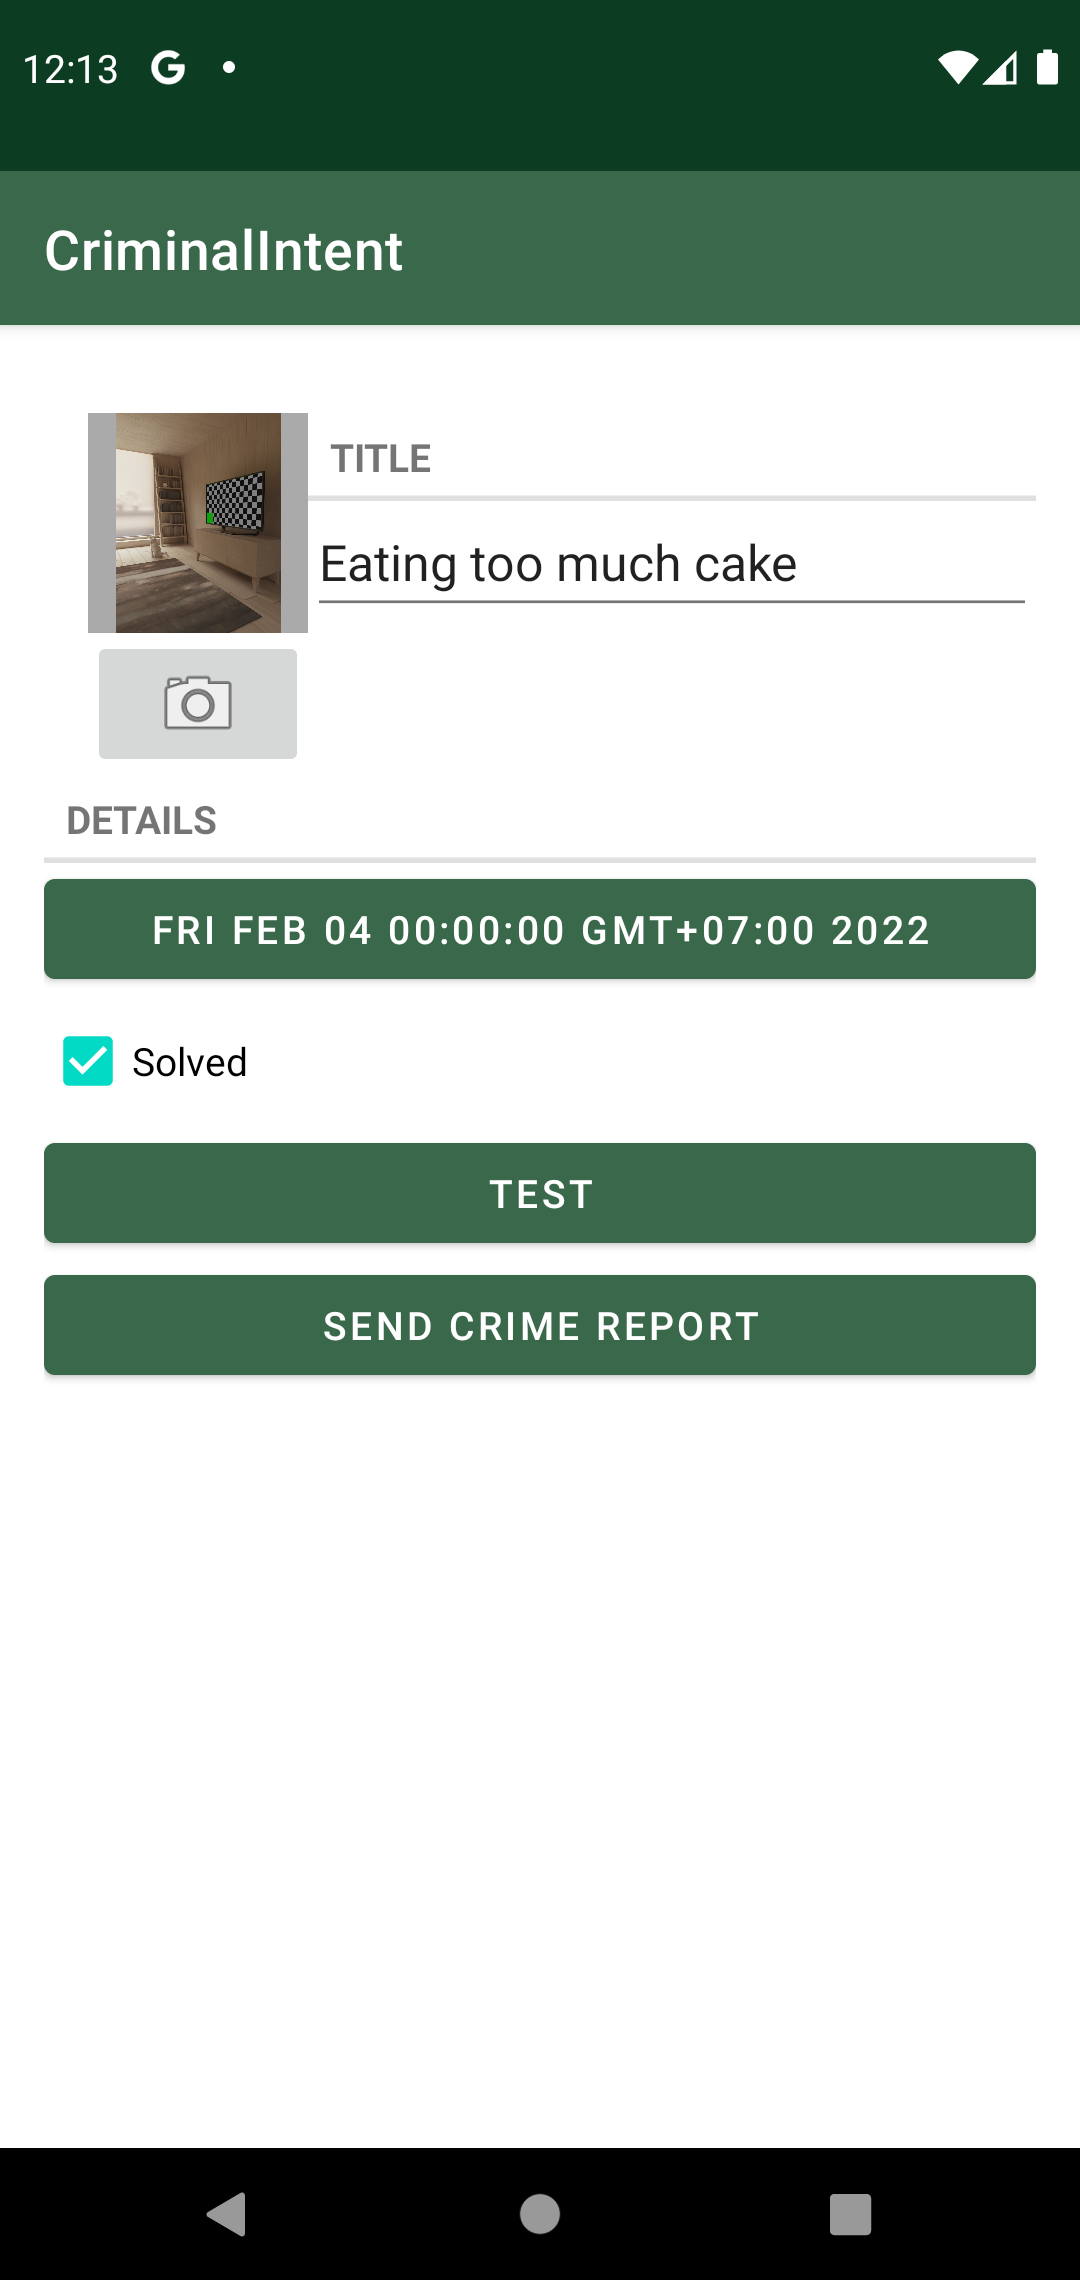 12:13
CriminalIntent
TITLE
Eating too much cake
DETAILS
FRI FEB 04 00:00:00 GMT+07:00 2022
Solved
TEST
SEND CRIME REPORT